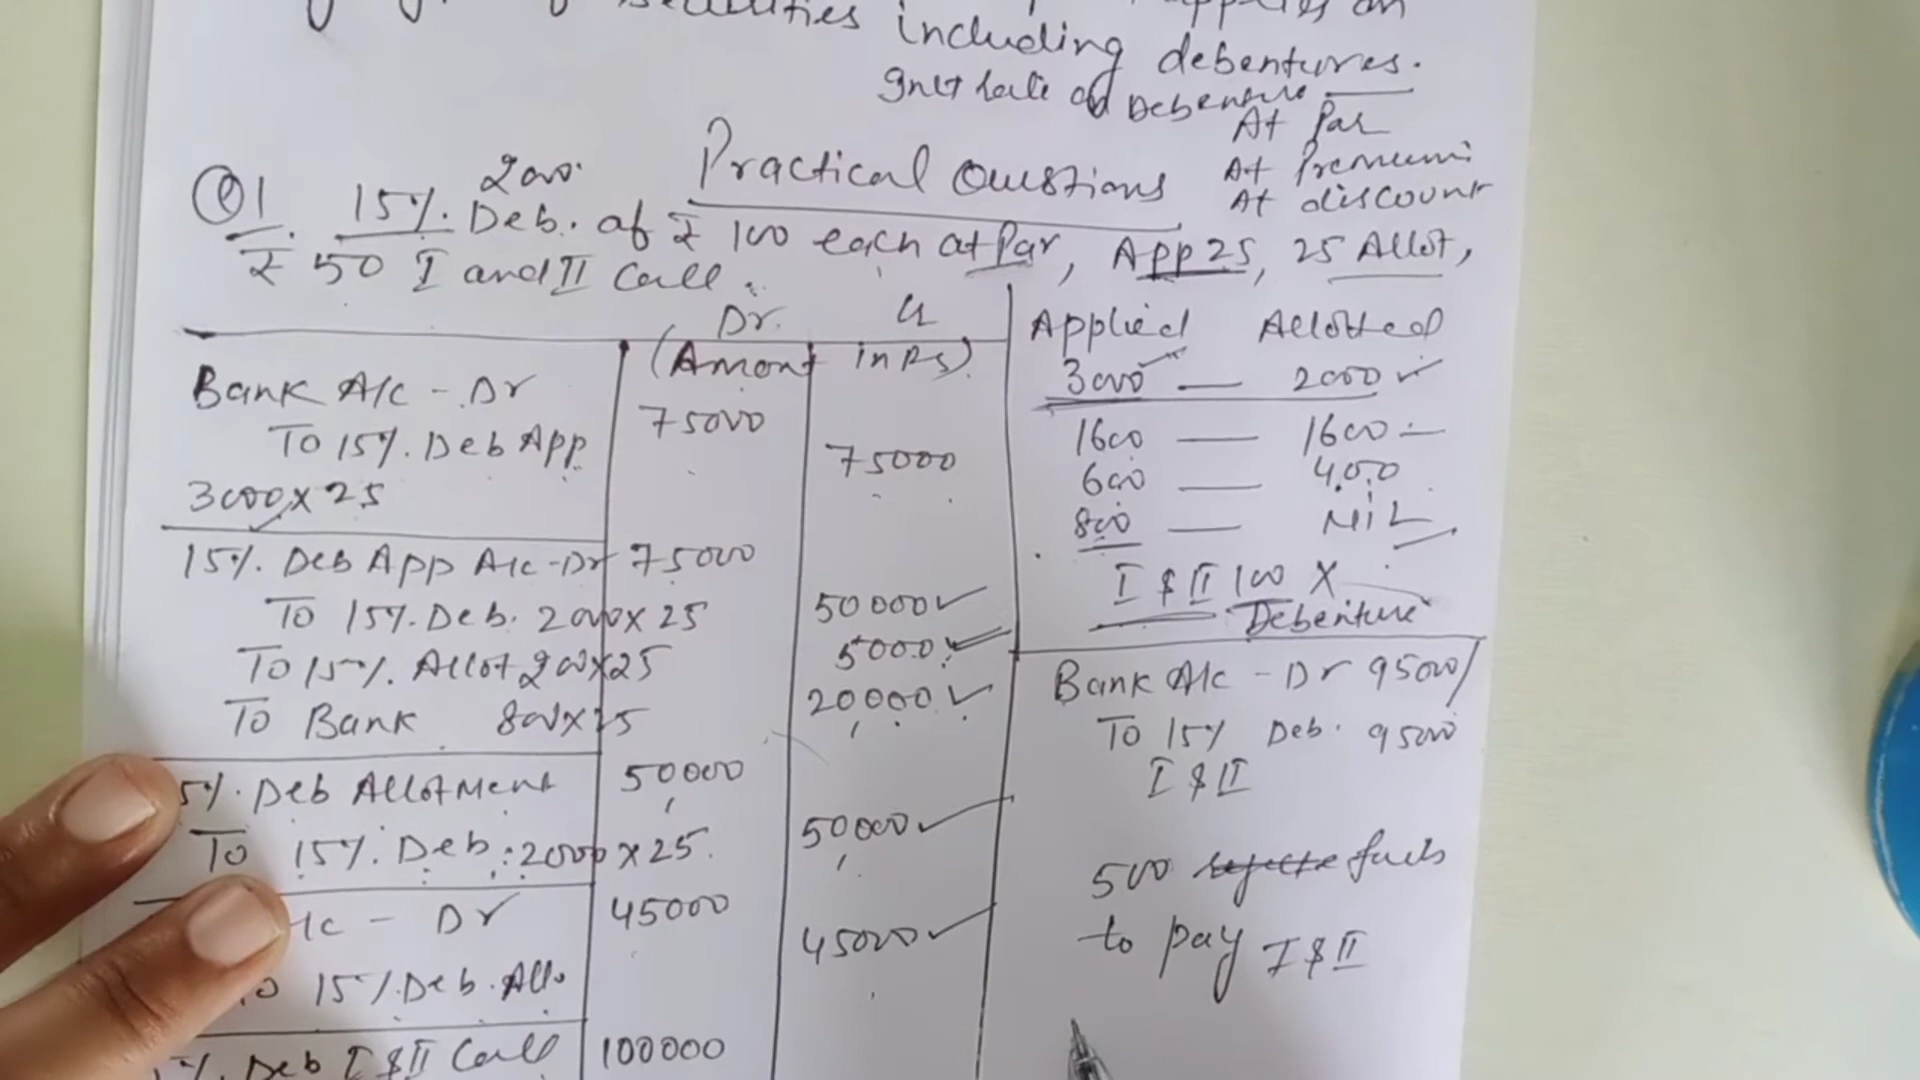 including debentures.
Debenture
At Par
At Premium
At discount
Practical Questions
Q1. 15%. 2000 Deb. of ₹ 100 each at Par, App 25, 25 Allot,
₹ 50 I and II Call.
Dr. Cr
(Amount in Rs)
Bank A/c - Dr 75000
To 15%. Deb App 75000
3000 x 25
15%. Deb App A/c - Dr 75000
To 15%. Deb. 2000 x 25 50000
To 15%. Allot 200 x 25 5000
To Bank 800 x 25 20000
5%. Deb Allotment 50000
To 15%. Deb. 2000 x 25. 50000
/c - Dr 45000
To 15%. Deb. Allo 45000
%. Deb I & II Call 100000
Applied Allotted
3000 — 2000
1600 — 1600
600 — 400
800 — NiL
I & II 100 X
Debenture
Bank A/c - Dr 95000/
To 15% Deb. 95000
I & II
500 fails
to pay I & II